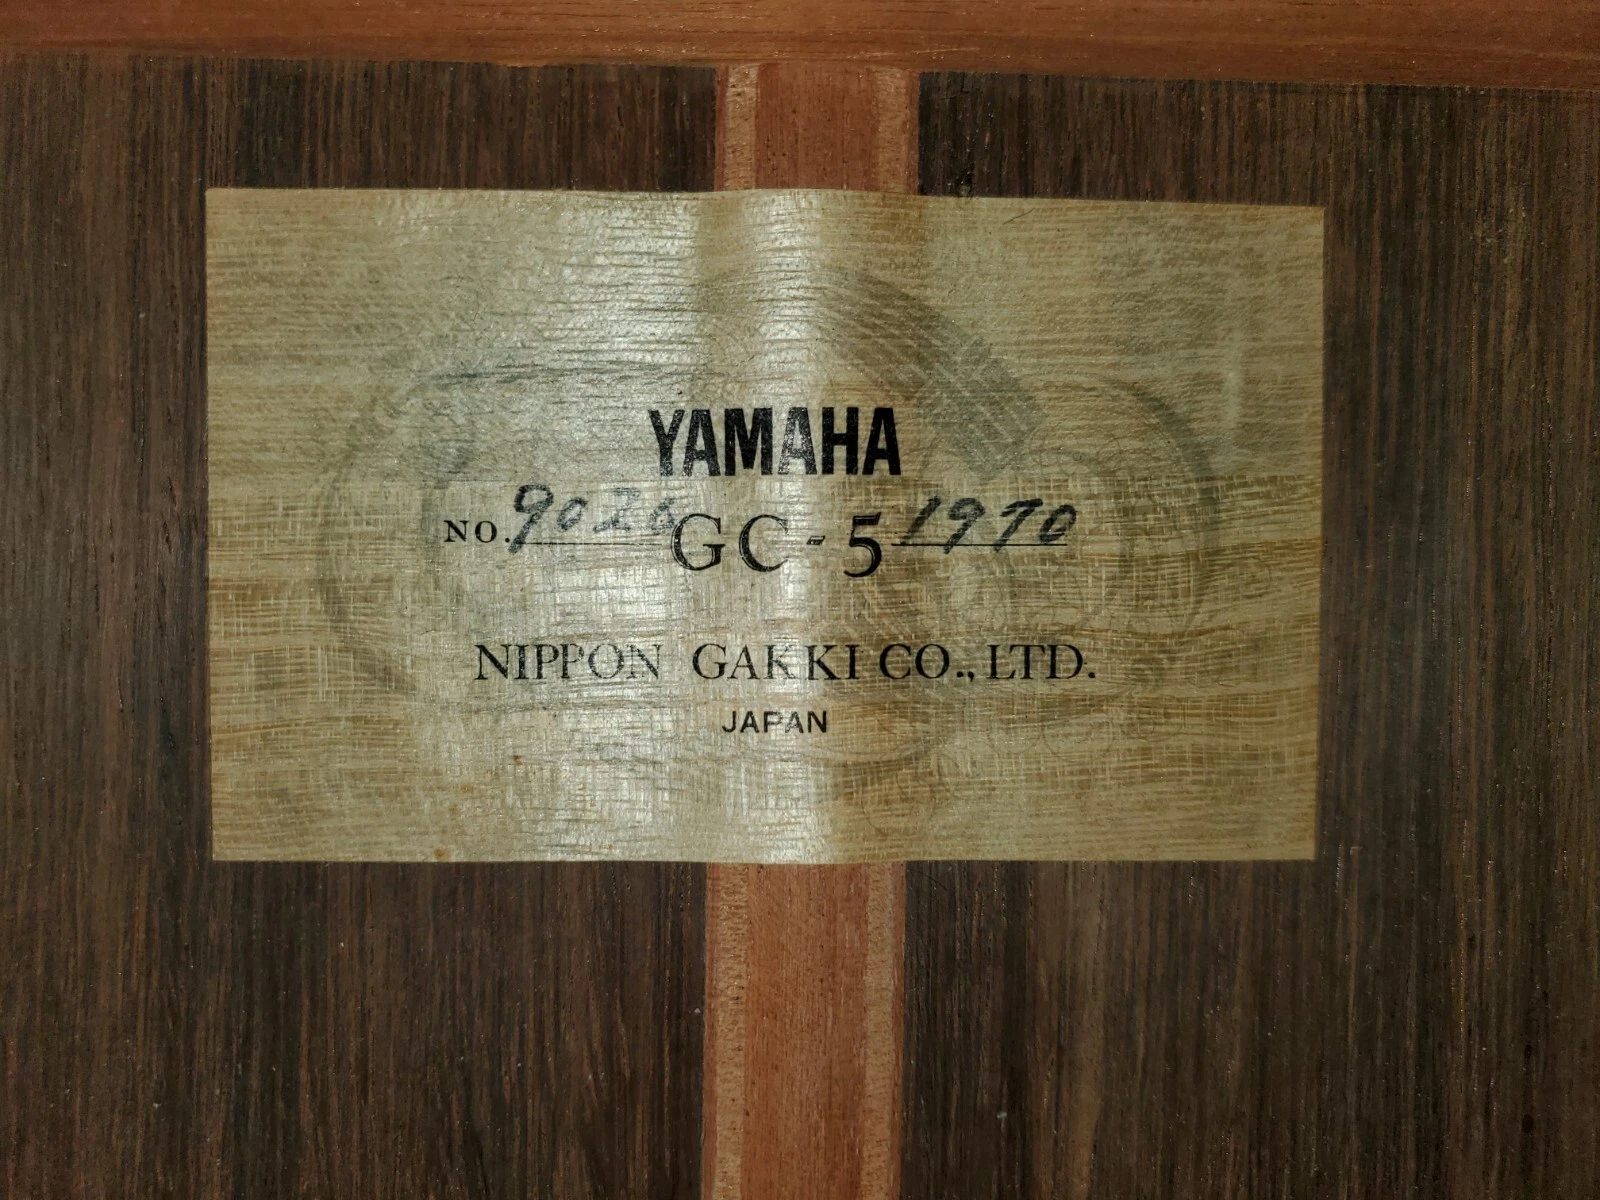 YAMAHA
NO. 9026 GC-5 1970
NIPPON GAKKI CO., LTD.
JAPAN